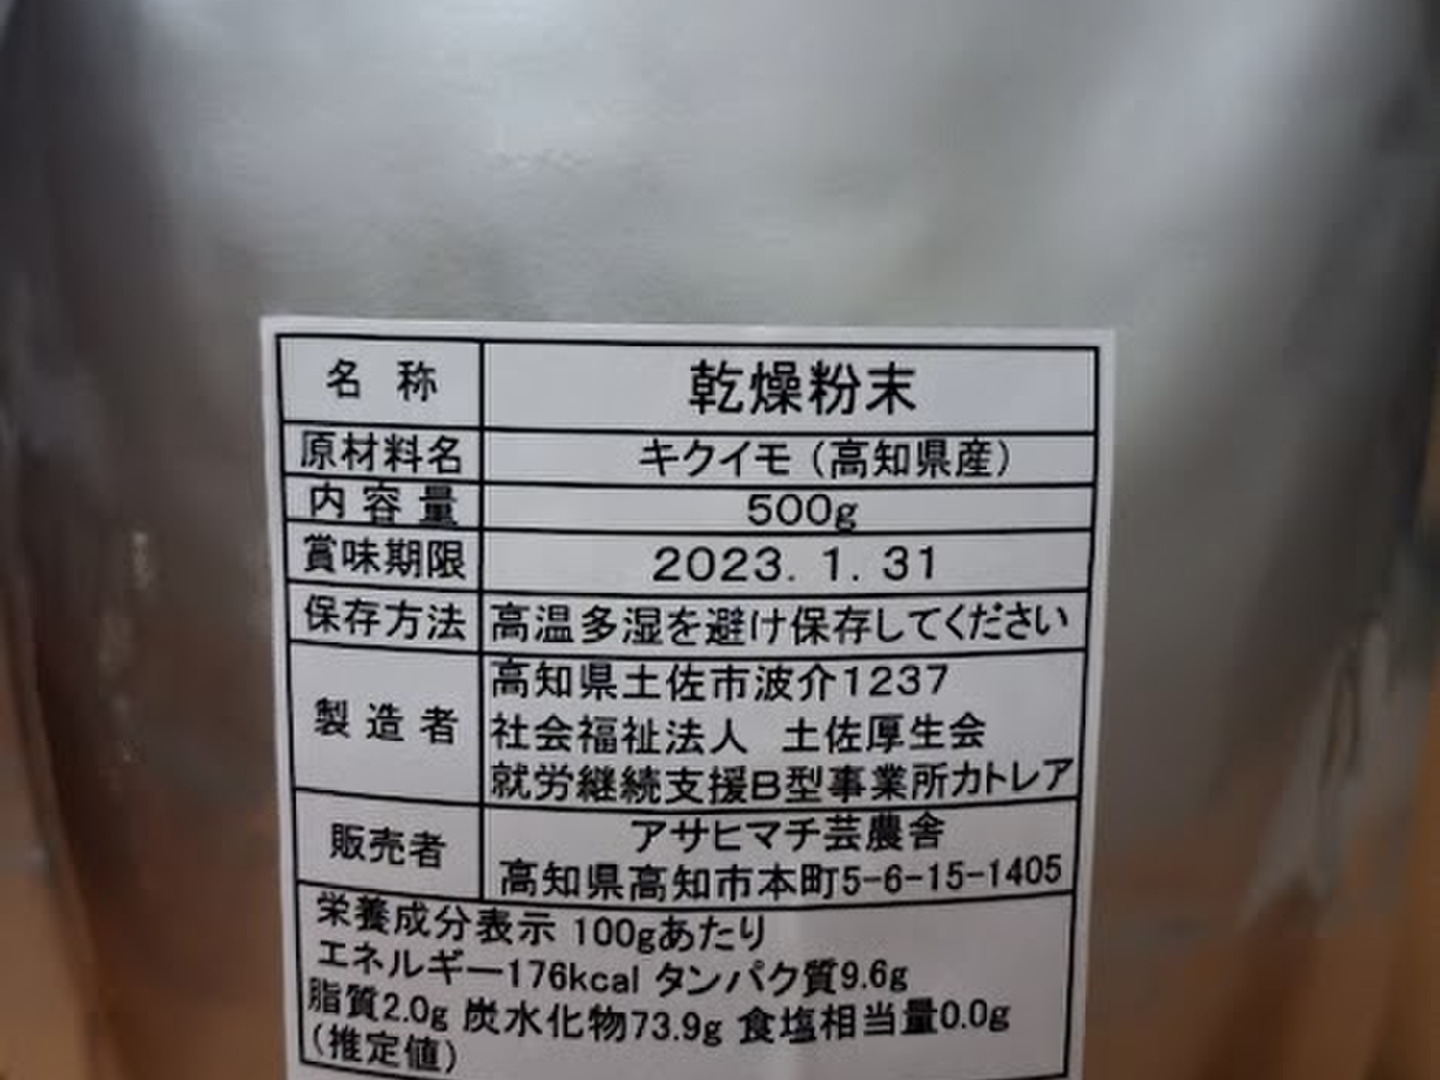 名 称 乾燥粉末
原材料名 キクイモ（高知県産）
内容量 500g
賞味期限 2023. 1. 31
保存方法 高温多湿を避け保存してください
製造者 高知県土佐市波介1237
社会福祉法人 土佐厚生会
就労継続支援B型事業所カトレア
販売者 アサヒマチ芸農舎
高知県高知市本町5-6-15-1405
栄養成分表示 100gあたり
エネルギー176kcal タンパク質9.6g
脂質2.0g 炭水化物73.9g 食塩相当量0.0g
（推定値）